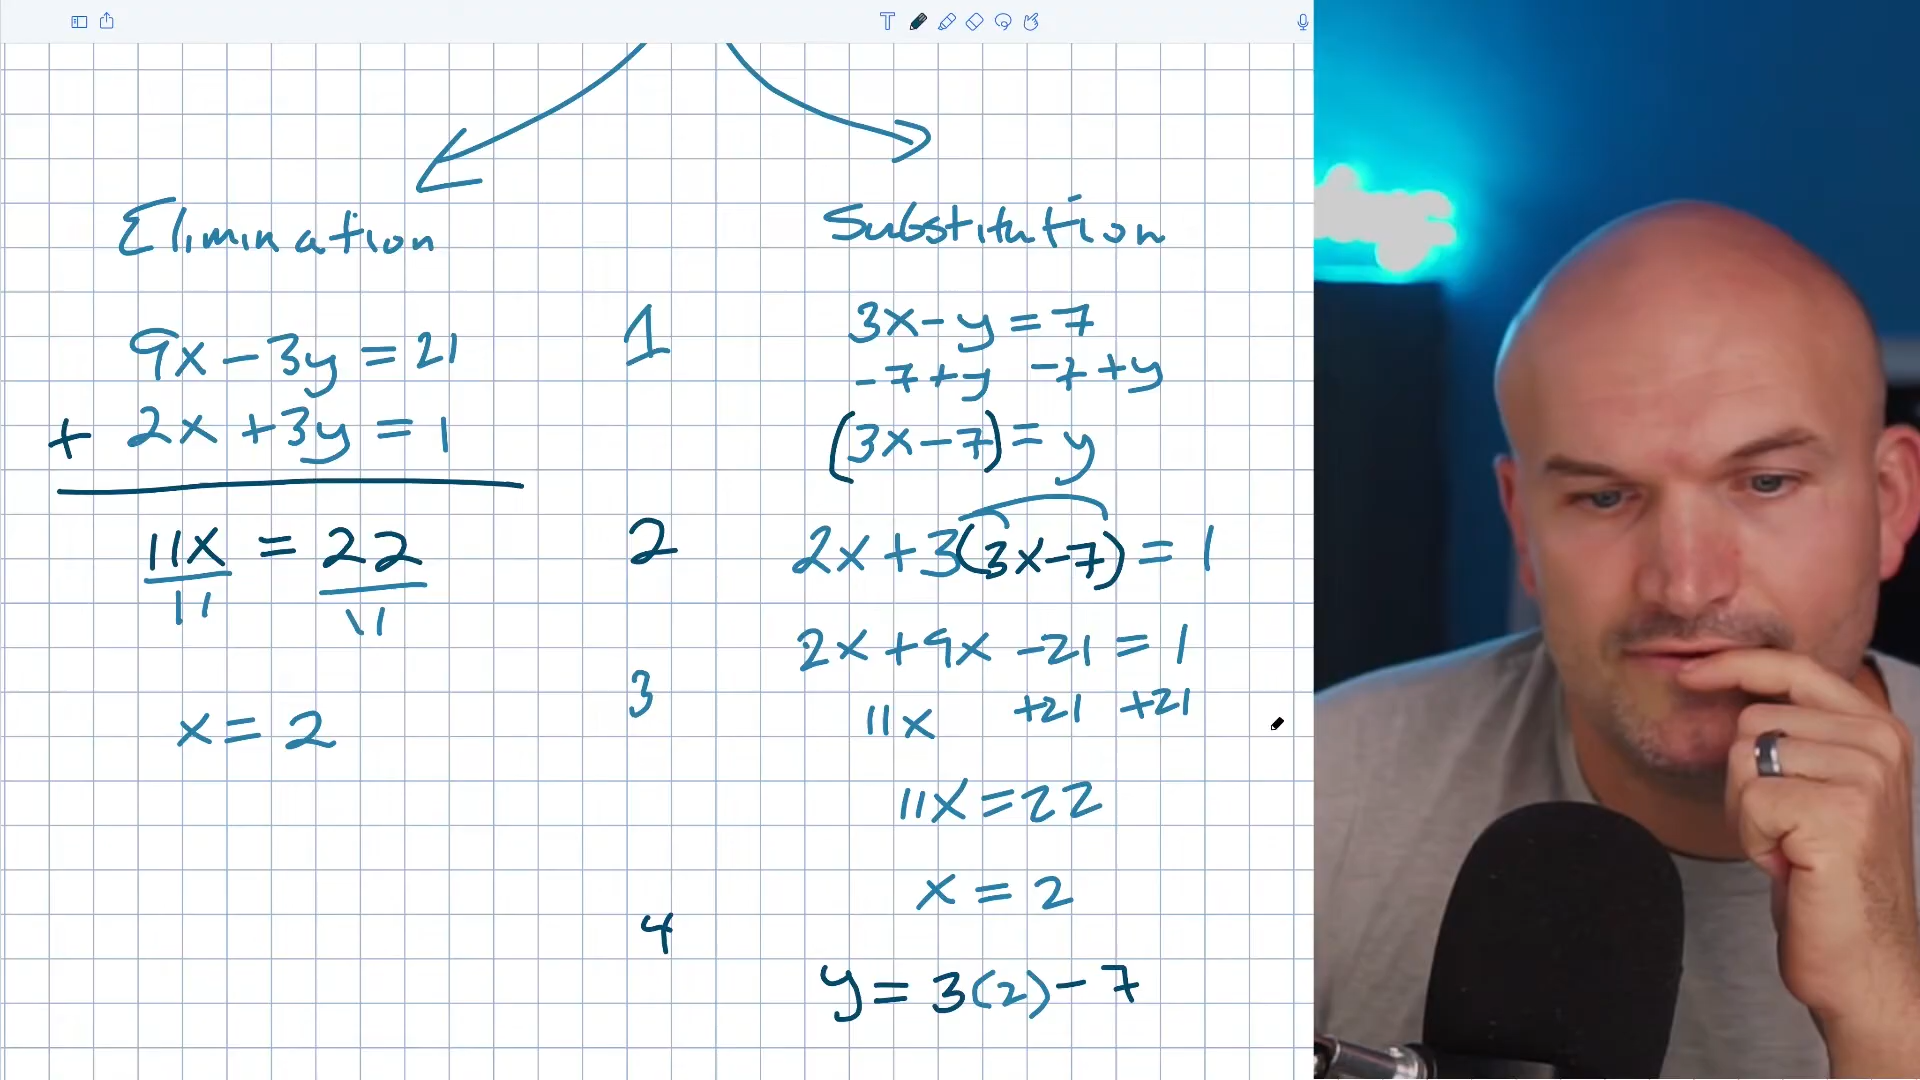 Elimination
9x - 3y = 21
+ 2x + 3y = 1
11x = 22
11 11
x = 2
1
2
3
4
Substitution
3x - y = 7
-7 + y -7 + y
(3x - 7) = y
2x + 3(3x - 7) = 1
2x + 9x - 21 = 1
11x +21 +21
11x = 22
x = 2
y = 3(2) - 7